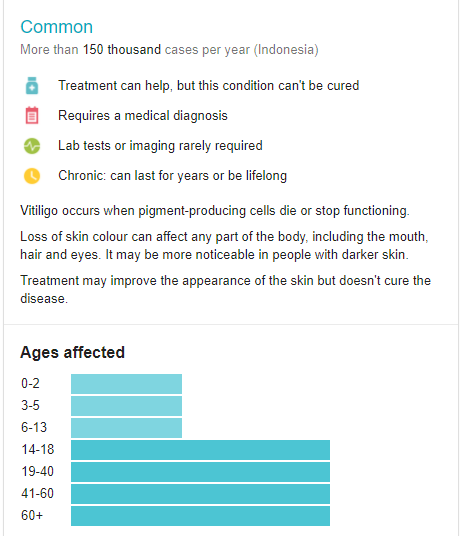 Common
More than 150 thousand cases per year (Indonesia)
Treatment can help, but this condition can't be cured
Requires a medical diagnosis
Lab tests or imaging rarely required
Chronic: can last for years or be lifelong
Vitiligo occurs when pigment-producing cells die or stop functioning.
Loss of skin colour can affect any part of the body, including the mouth,
hair and eyes. It may be more noticeable in people with darker skin.
Treatment may improve the appearance of the skin but doesn't cure the
disease.
Ages affected
0-2
3-5
6-13
14-18
19-40
41-60
60+